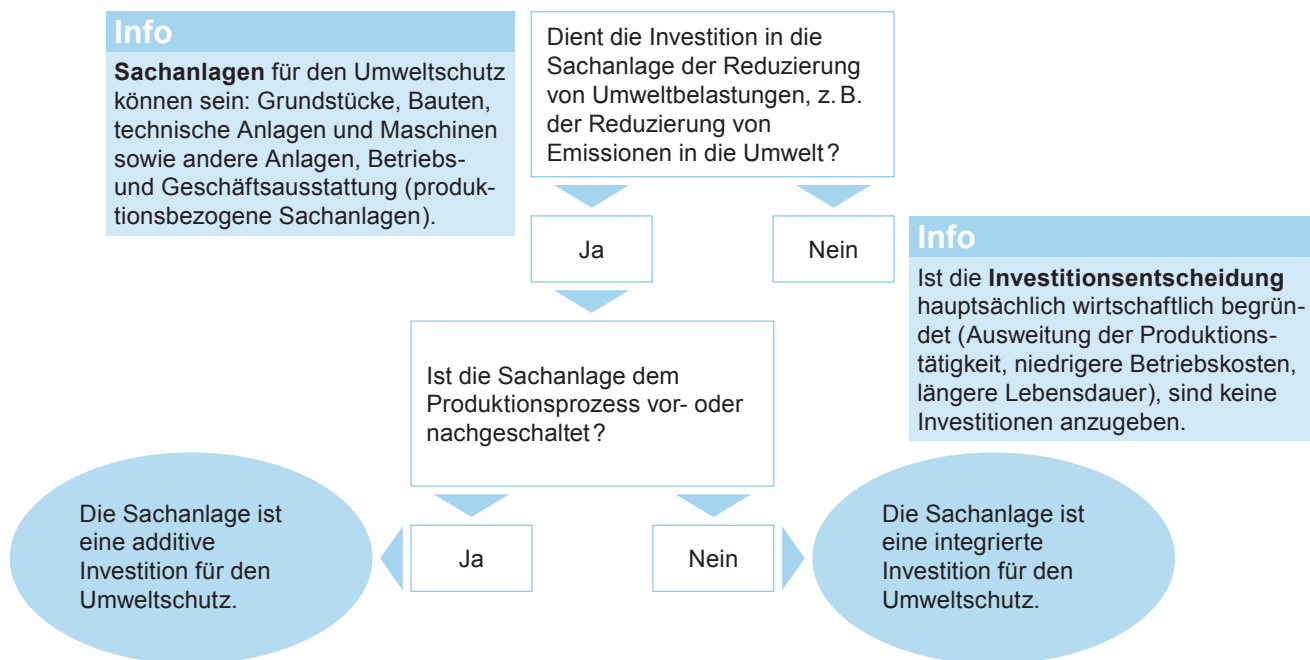 Info
Sachanlagen für den Umweltschutz
können sein: Grundstücke, Bauten,
technische Anlagen und Maschinen
sowie andere Anlagen, Betriebs-
und Geschäftsausstattung (produk-
tionsbezogene Sachanlagen).
Dient die Investition in die
Sachanlage der Reduzierung
von Umweltbelastungen, z. B.
der Reduzierung von
Emissionen in die Umwelt?
Ja
Nein
Info
Ist die Investitionsentscheidung
hauptsächlich wirtschaftlich begrün-
det (Ausweitung der Produktions-
tätigkeit, niedrigere Betriebskosten,
längere Lebensdauer), sind keine
Investitionen anzugeben.
Ist die Sachanlage dem
Produktionsprozess vor- oder
nachgeschaltet?
Die Sachanlage ist
eine additive
Investition für den
Umweltschutz.
Ja
Nein
Die Sachanlage ist
eine integrierte
Investition für den
Umweltschutz.